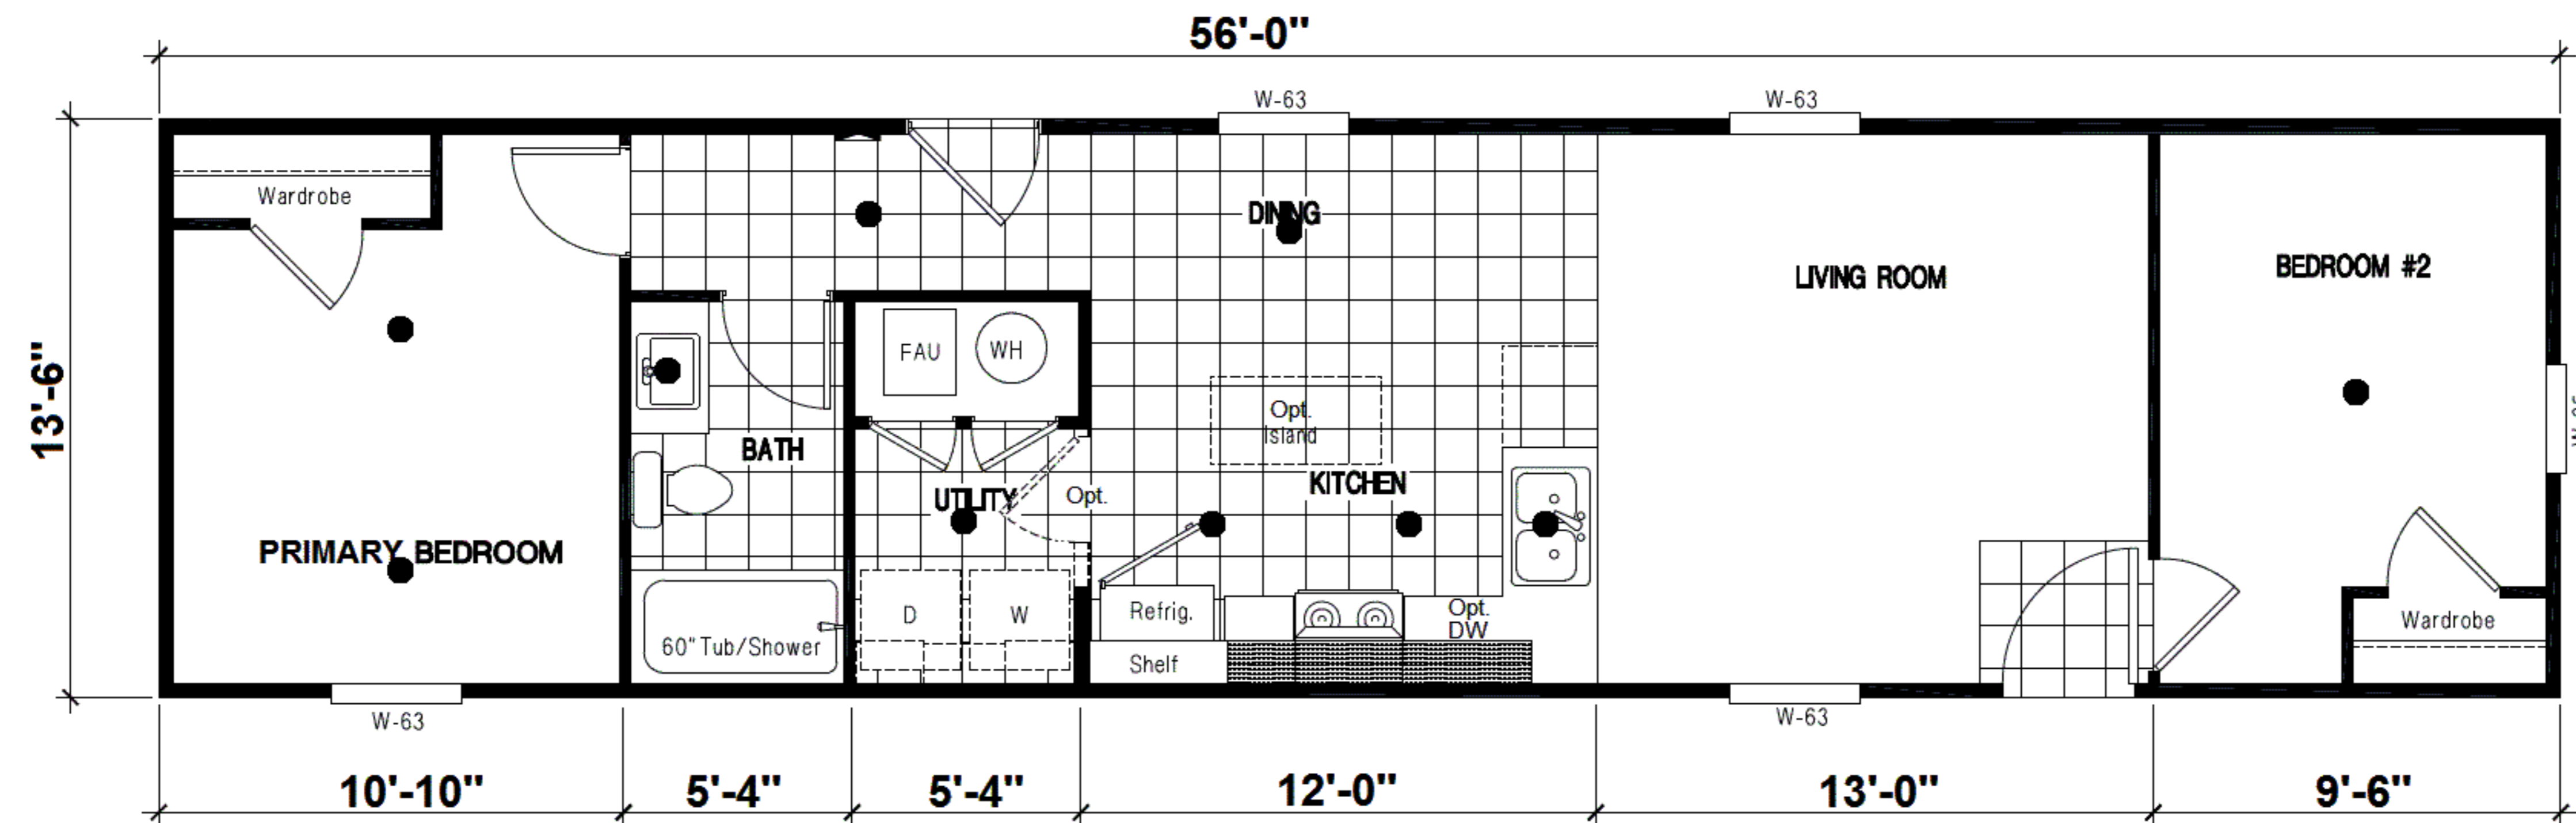 56'-0"
W-63
W-63
13'-6"
Wardrobe
DINING
LIVING ROOM
BEDROOM #2
FAU
WH
Opt.
Island
BATH
KITCHEN
UTILITY
Opt.
PRIMARY BEDROOM
D
W
Refrig.
Opt.
DW
Wardrobe
60" Tub/Shower
Shelf
W-63
W-63
10'-10"
5'-4"
5'-4"
12'-0"
13'-0"
9'-6"